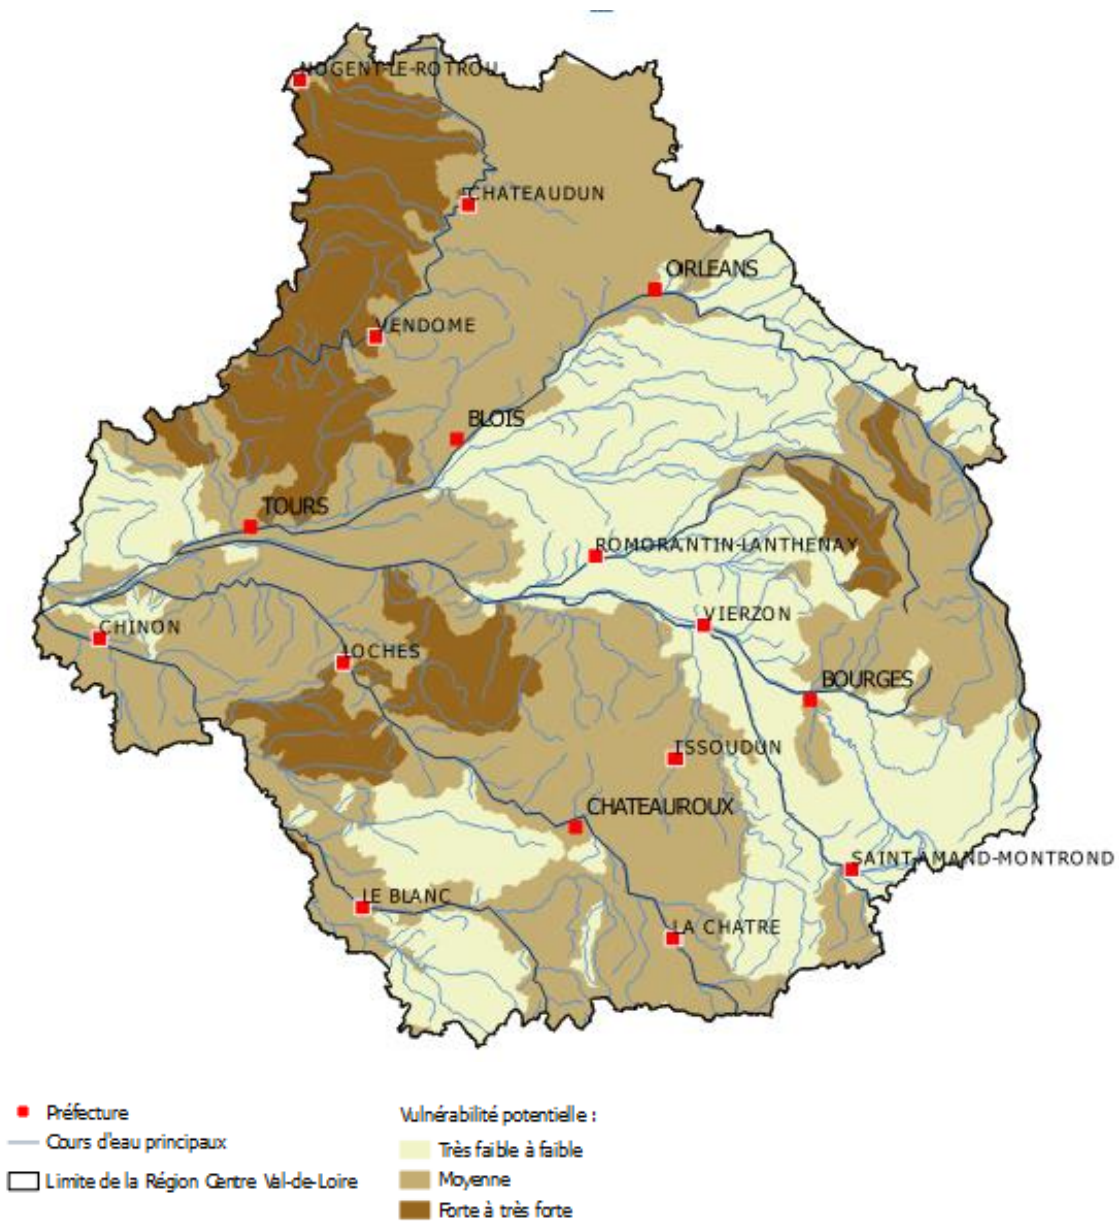 NOGENT-LE-ROTROU
CHATEAUDUN
ORLEANS
VENDOME
BLOIS
TOURS
ROMORANTIN-LANTHENAY
VIERZON
CHINON
LOCHES
BOURGES
ISSOUDUN
CHATEAUROUX
SAINT-AMAND-MONTROND
LE BLANC
LA CHATRE
Préfecture
Cours d'eau principaux
Limite de la Région Centre Val-de-Loire
Vulnérabilité potentielle :
Très faible à faible
Moyenne
Forte à très forte